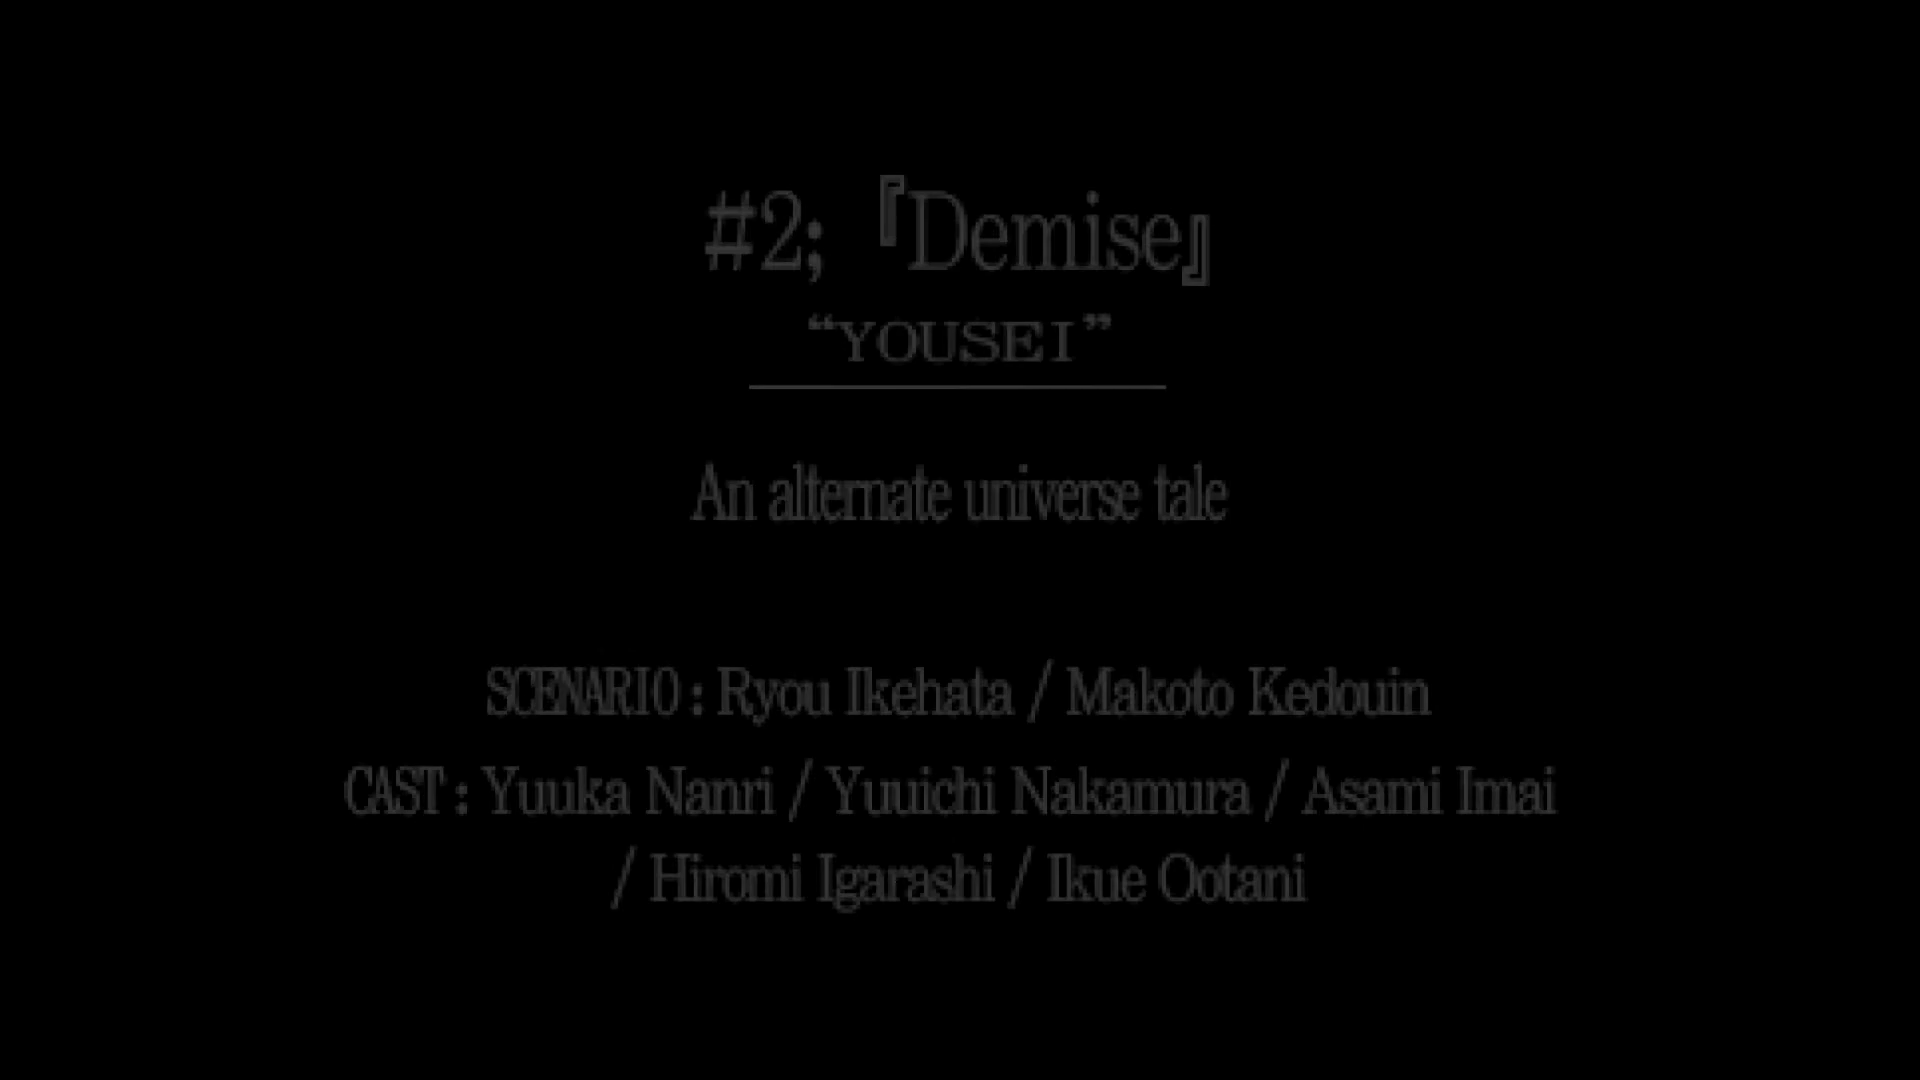 #2; 『Demise』
“YOUSEI”
An alternate universe tale
SCENARIO : Ryou Ikehata / Makoto Kedouin
CAST : Yuuka Nanri / Yuuichi Nakamura / Asami Imai
/ Hiromi Igarashi / Ikue Ootani